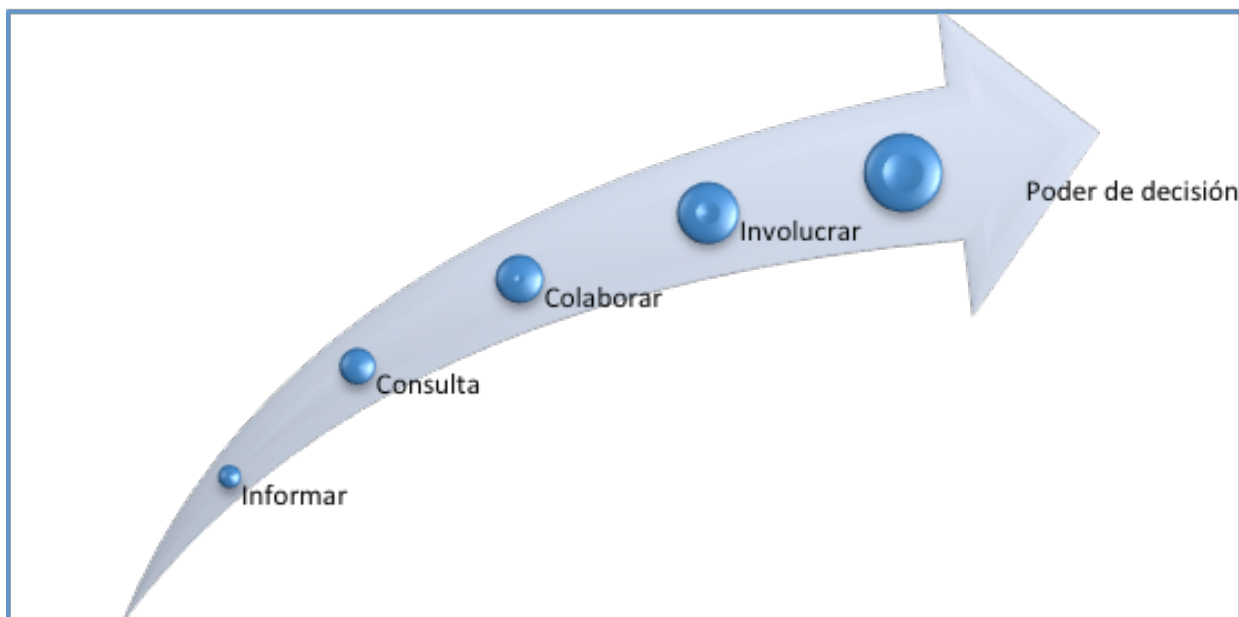 Poder de decisión
Involucrar
Colaborar
Consulta
Informar